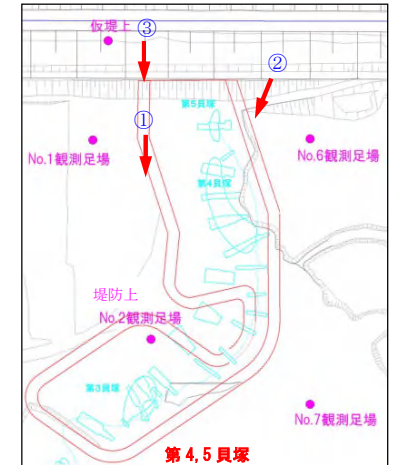 仮堤上
③
②
第5貝塚
①
No.1観測足場
No.6観測足場
第4貝塚
堤防上
No.2観測足場
第3貝塚
No.7観測足場
第4,5貝塚